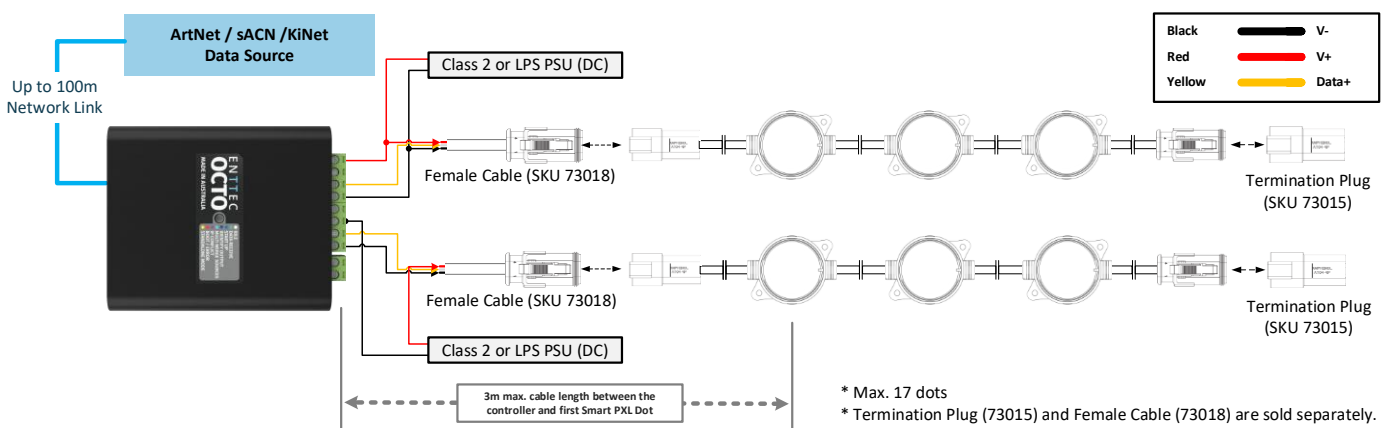 ArtNet / sACN /KiNet
Data Source
Up to 100m
Network Link
Class 2 or LPS PSU (DC)
Black
V-
Red
V+
Yellow
Data+
ENTTEC
OCTO
MADE IN AUSTRALIA
Female Cable (SKU 73018)
Termination Plug
(SKU 73015)
Female Cable (SKU 73018)
Termination Plug
(SKU 73015)
Class 2 or LPS PSU (DC)
3m max. cable length between the
controller and first Smart PXL Dot
* Max. 17 dots
* Termination Plug (73015) and Female Cable (73018) are sold separately.